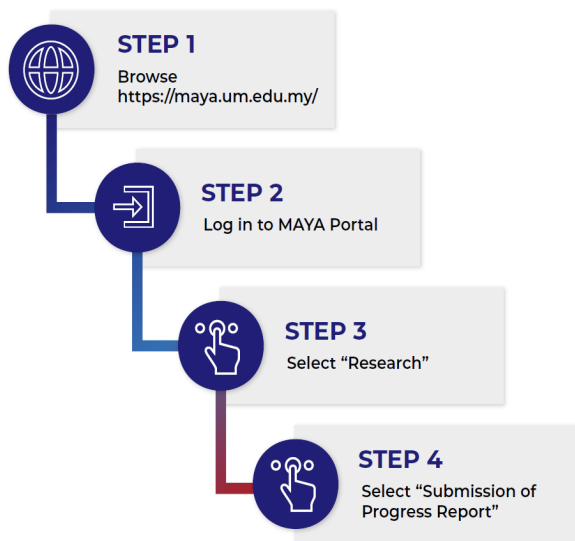 STEP 1
Browse
https://maya.um.edu.my/
STEP 2
Log in to MAYA Portal
STEP 3
Select “Research”
STEP 4
Select “Submission of
Progress Report”